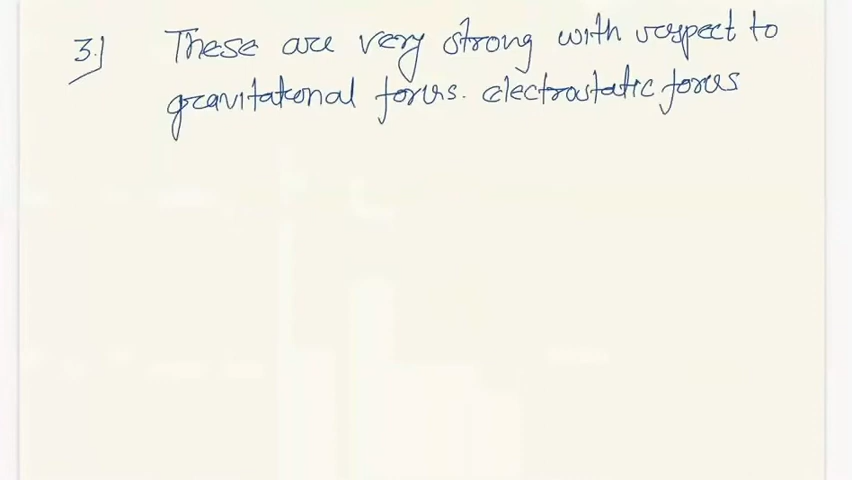 3.) These are very strong with respect to
gravitational forces. electrostatic forces